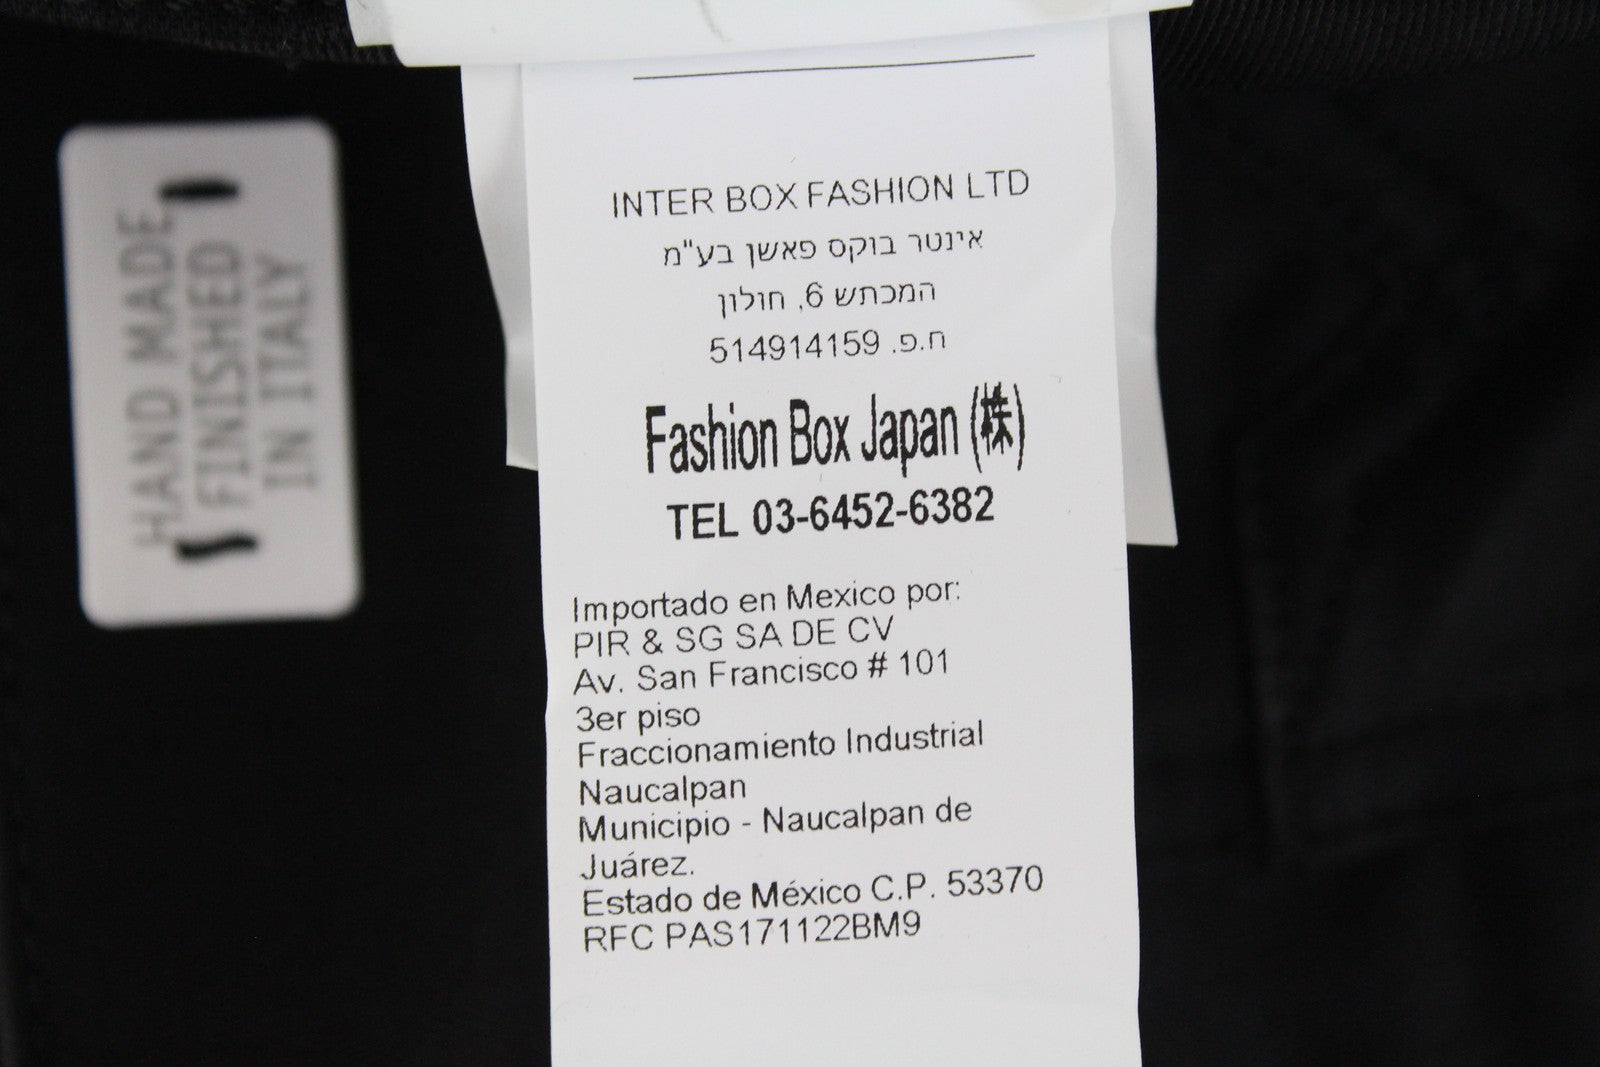 HAND MADE
FINISHED
IN ITALY
INTER BOX FASHION LTD
אינטר בוקס פאשן בע"מ
המכתש 6, חולון
ח.פ. 514914159
Fashion Box Japan (株)
TEL 03-6452-6382
Importado en Mexico por:
PIR & SG SA DE CV
Av. San Francisco # 101
3er piso
Fraccionamiento Industrial
Naucalpan
Municipio - Naucalpan de
Juárez.
Estado de México C.P. 53370
RFC PAS171122BM9